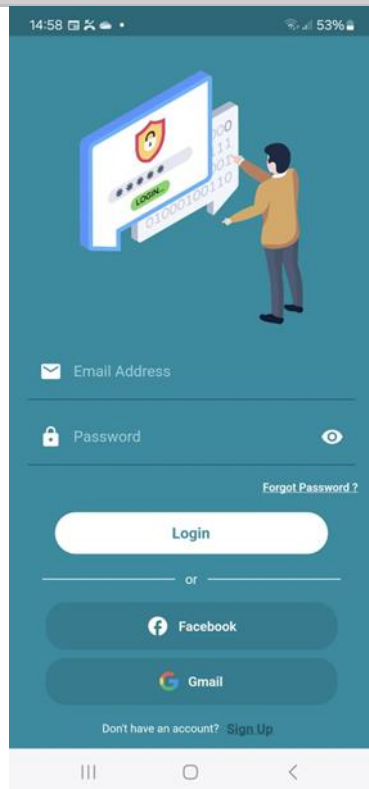 14:58 53%
LOGIN...
01000100110
Email Address
Password
Forgot Password ?
Login
or
Facebook
Gmail
Don't have an account? Sign Up